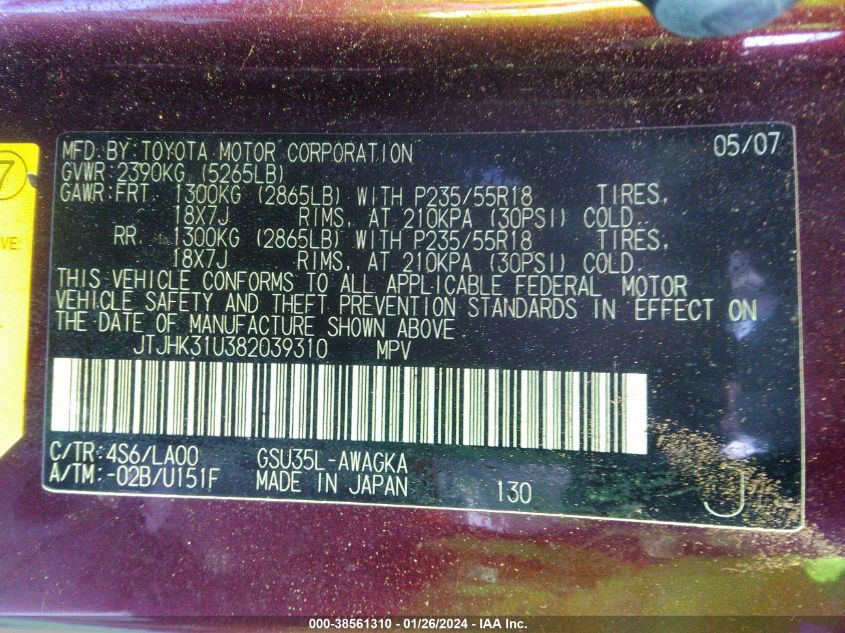 7
VE:
MFD. BY: TOYOTA MOTOR CORPORATION 05/07
GVWR: 2390KG (5265LB)
GAWR: FRT. 1300KG (2865LB) WITH P235/55R18 TIRES,
18X7J RIMS, AT 210KPA (30PSI) COLD.
RR. 1300KG (2865LB) WITH P235/55R18 TIRES,
18X7J RIMS, AT 210KPA (30PSI) COLD.
THIS VEHICLE CONFORMS TO ALL APPLICABLE FEDERAL MOTOR
VEHICLE SAFETY AND THEFT PREVENTION STANDARDS IN EFFECT ON
THE DATE OF MANUFACTURE SHOWN ABOVE
JTJHK31U382039310 MPV
C/TR: 4S6/LA00 GSU35L-AWAGKA
A/TM: -02B/U151F MADE IN JAPAN 130 J
000-38561310 / 01/26/2024 - IAA Inc.